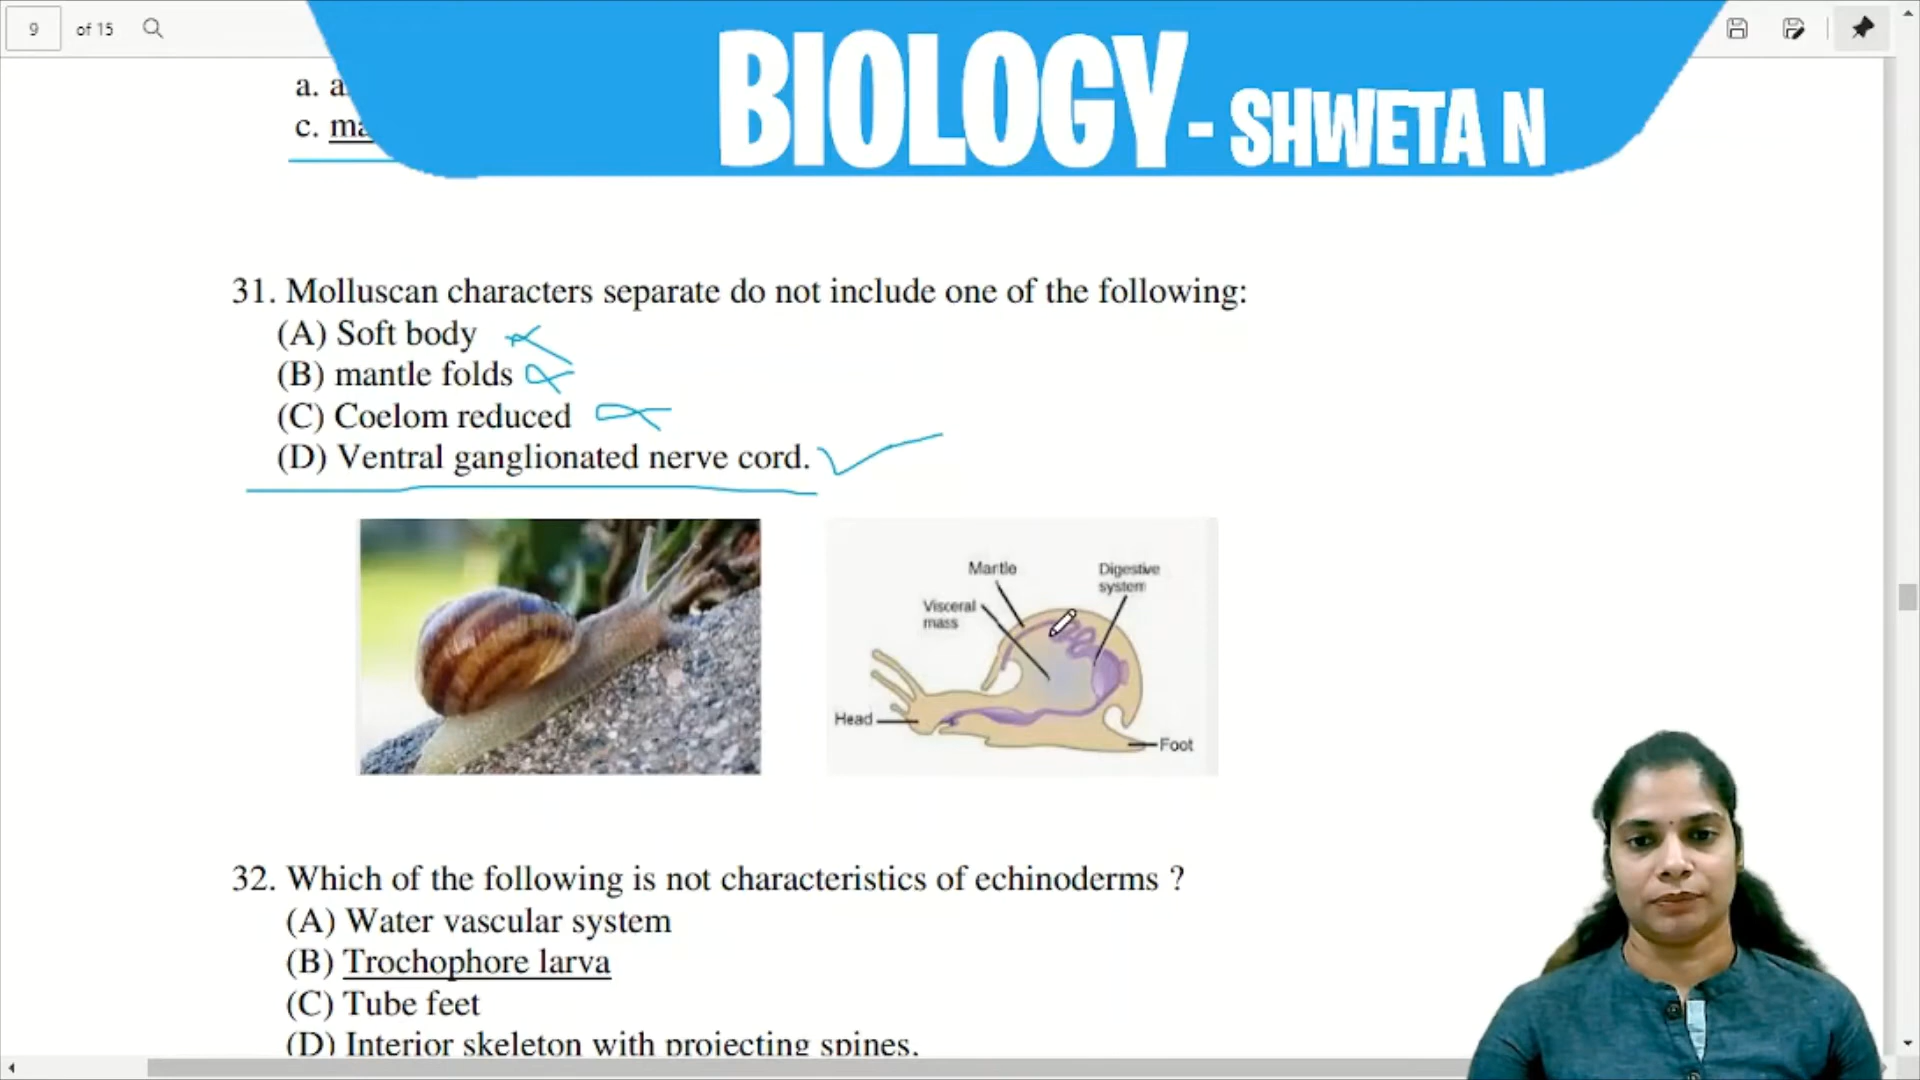 9 of 15
BIOLOGY - SHWETA N
a. a
c. ma
31. Molluscan characters separate do not include one of the following:
(A) Soft body
(B) mantle folds
(C) Coelom reduced
(D) Ventral ganglionated nerve cord.
Mantle
Digestive
system
Visceral
mass
Head
Foot
32. Which of the following is not characteristics of echinoderms ?
(A) Water vascular system
(B) Trochophore larva
(C) Tube feet
(D) Interior skeleton with projecting spines.